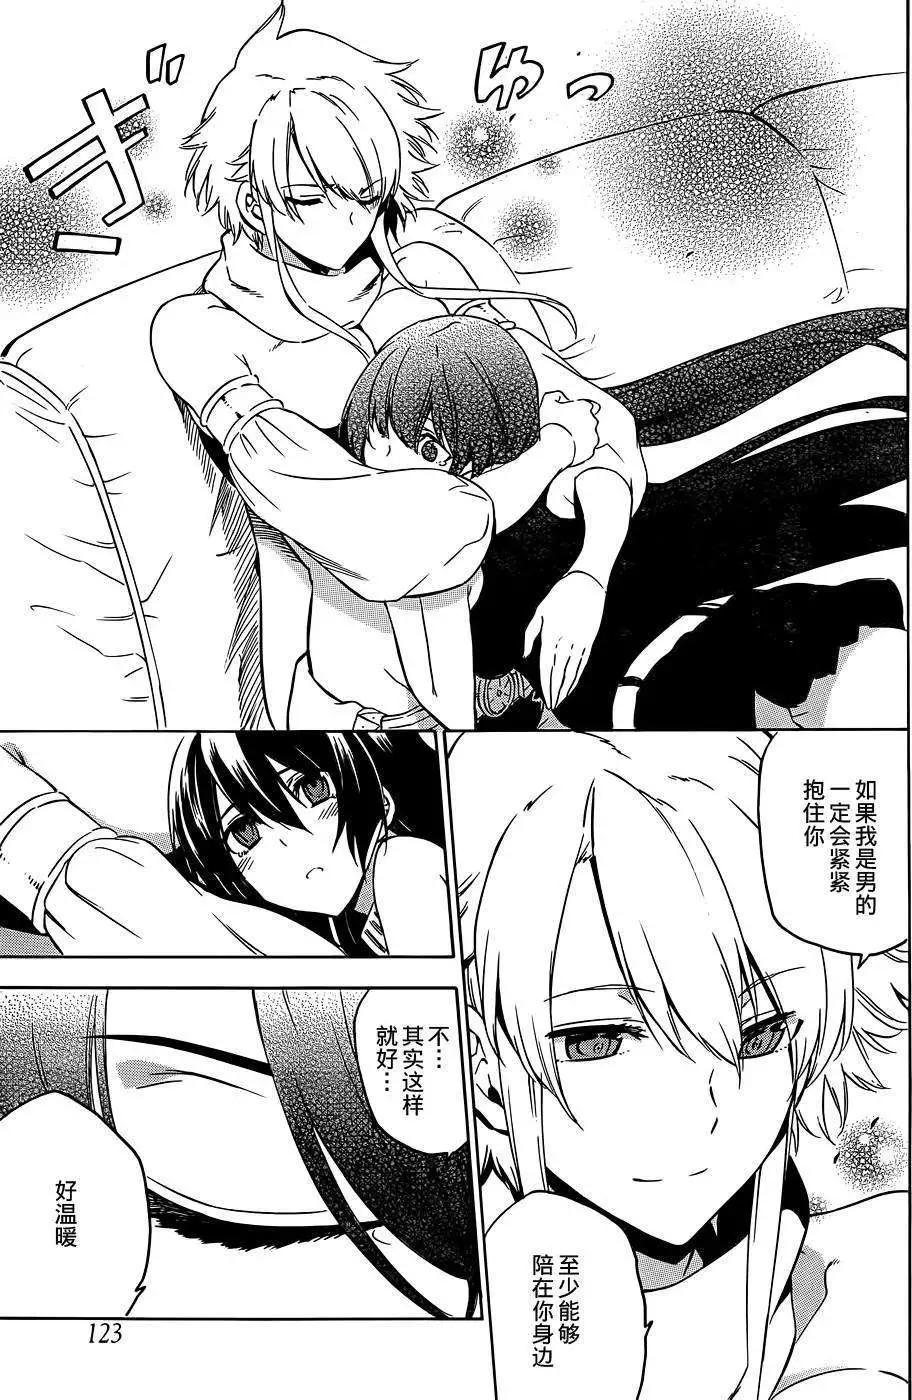 ぎゅっ
如果我是男的
一定会紧紧
抱住你
至少能够
陪在你身边
不…
其实这样
就好…
好温暖
123